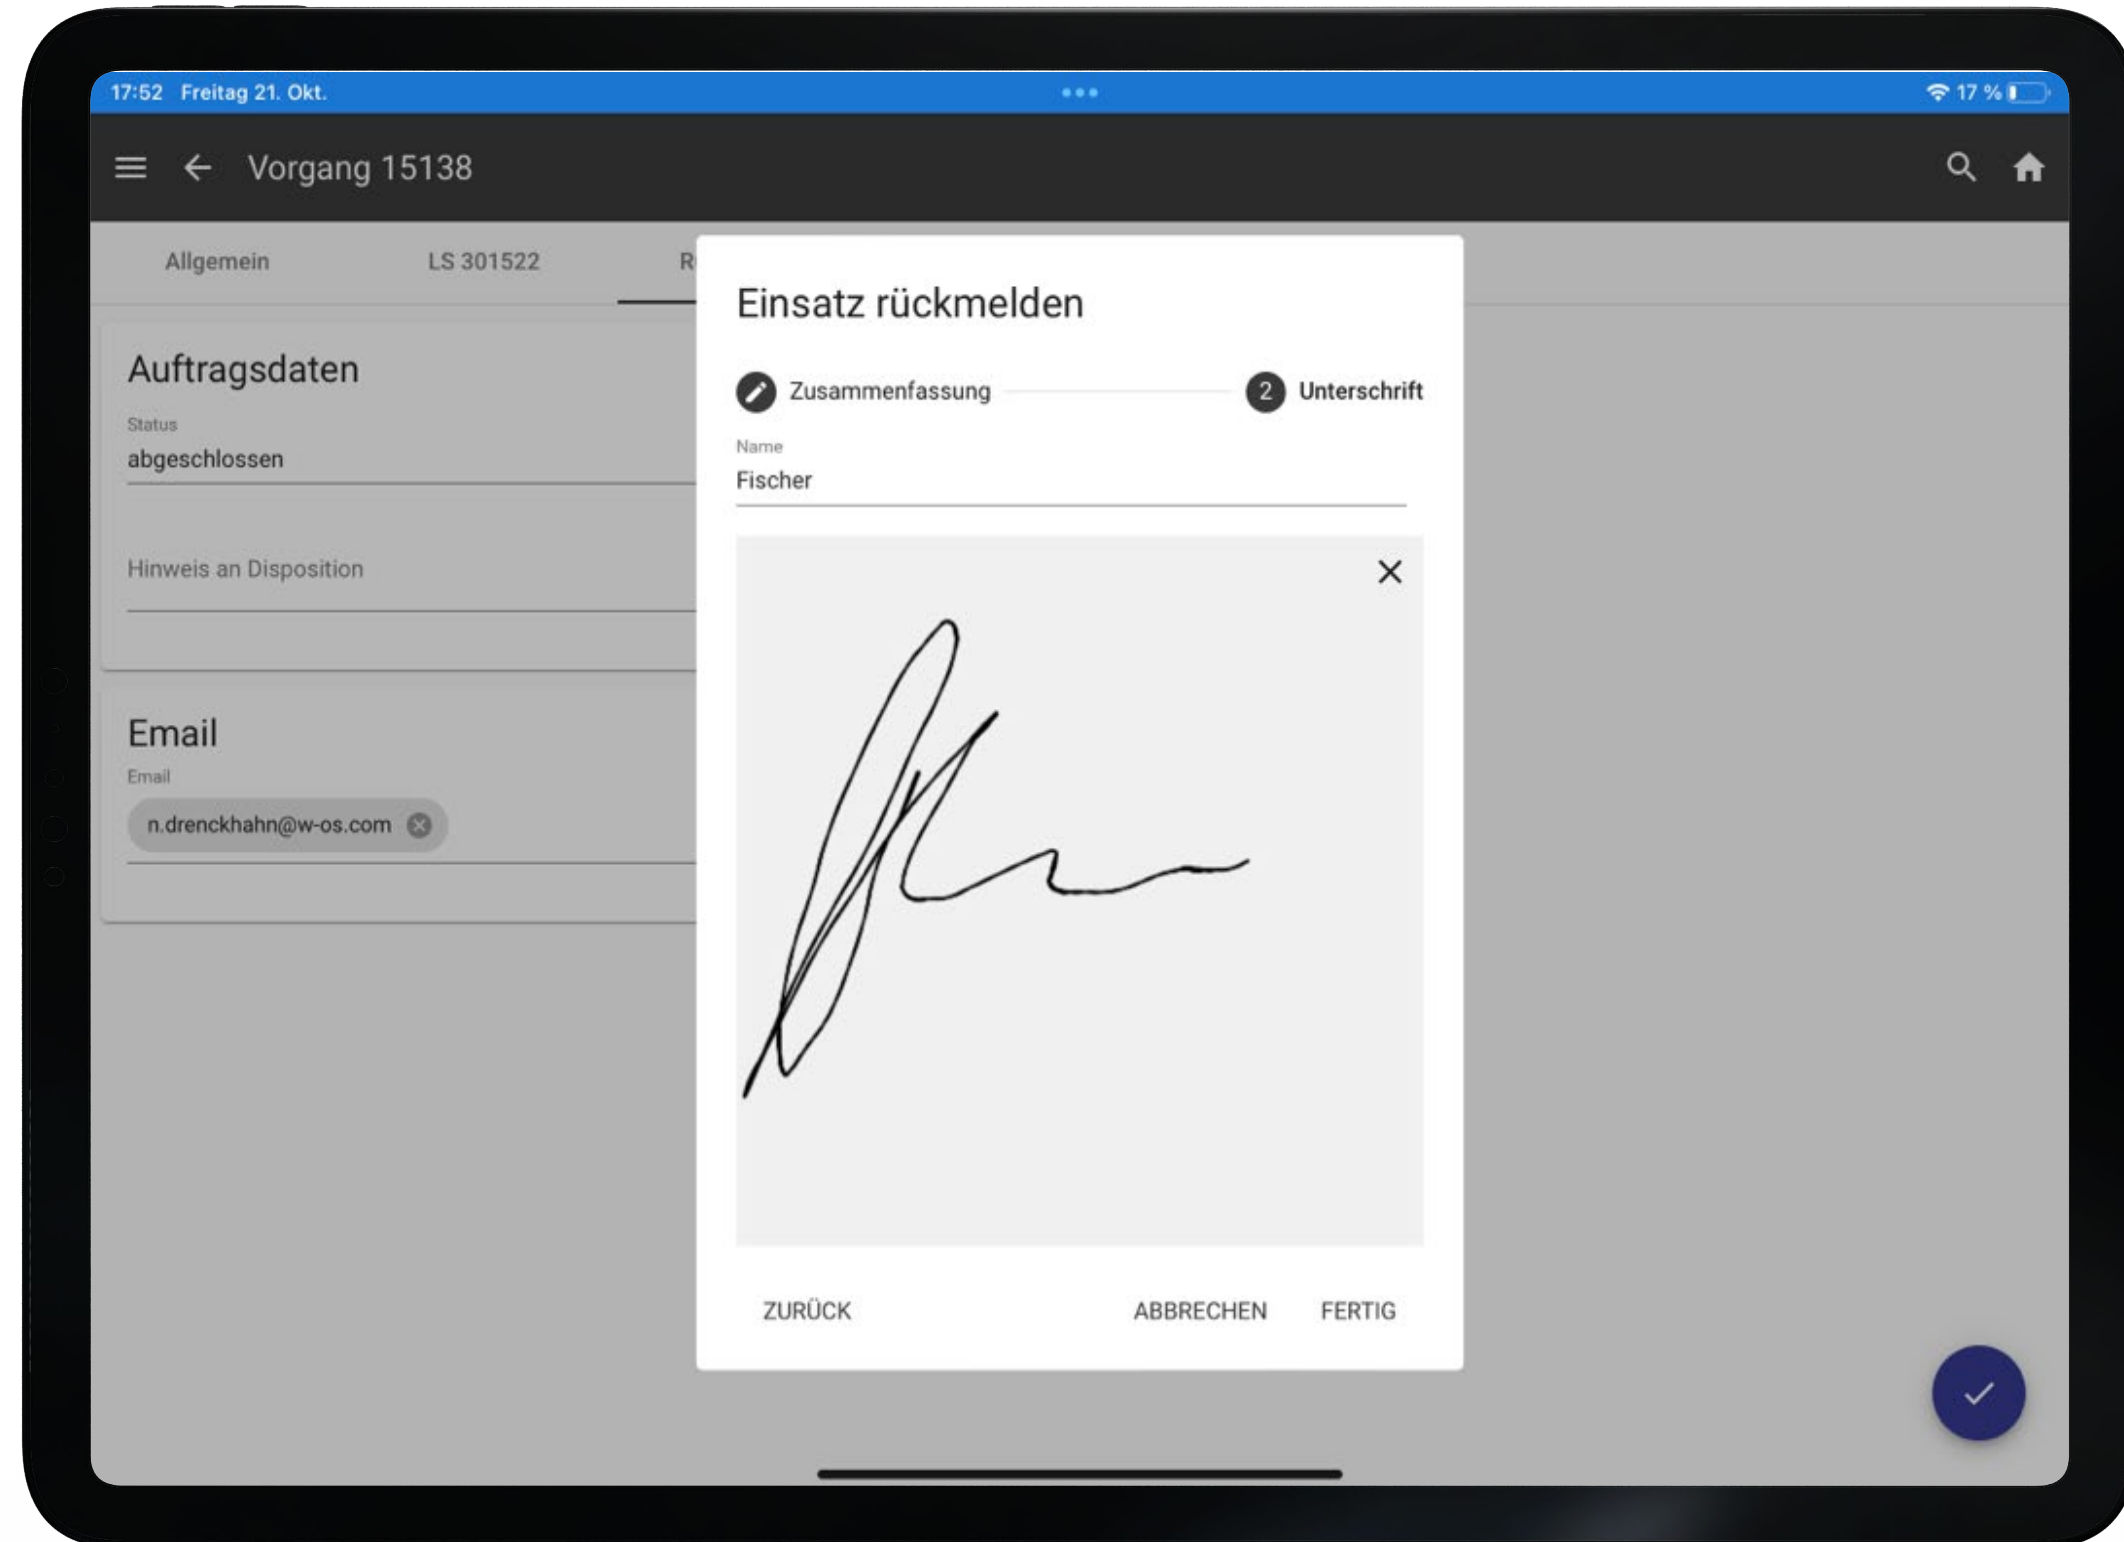 17:52 Freitag 21. Okt.
17 %
Vorgang 15138
Allgemein
LS 301522
Auftragsdaten
Status
abgeschlossen
Hinweis an Disposition
Email
Email
n.drenckhahn@w-os.com
Einsatz rückmelden
Zusammenfassung
2 Unterschrift
Name
Fischer
ZURÜCK
ABBRECHEN
FERTIG